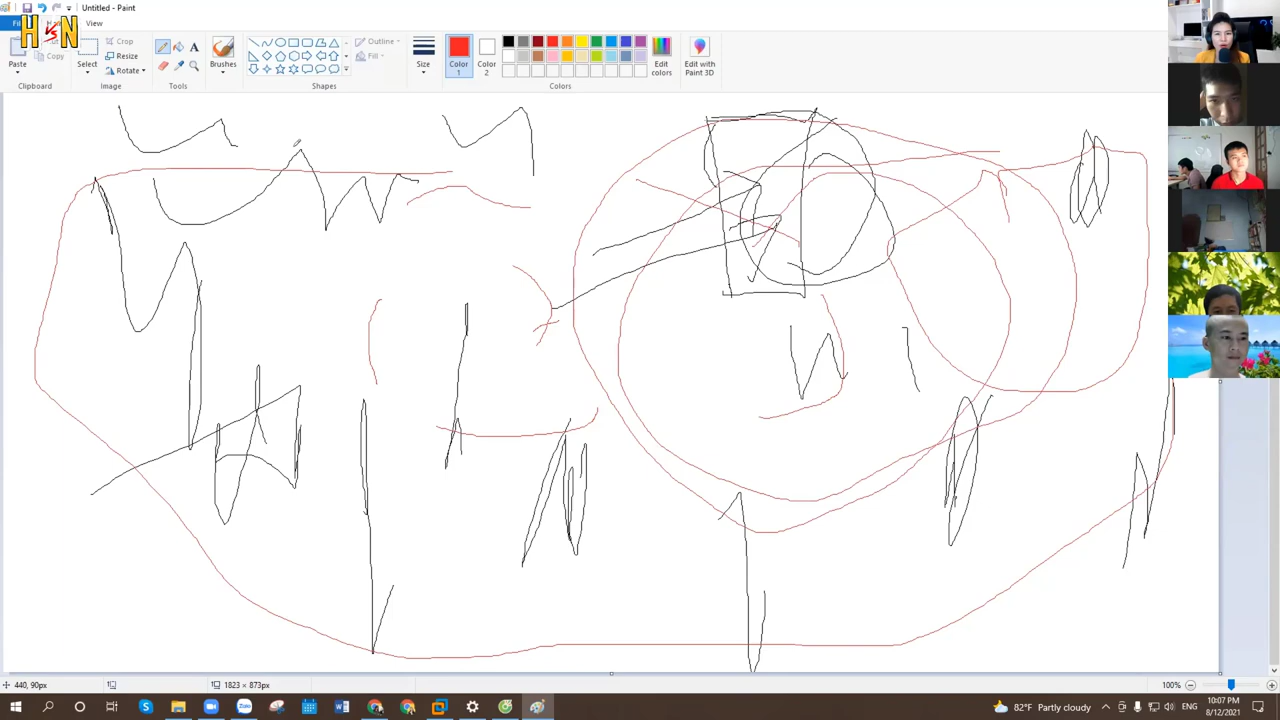 Untitled - Paint
File Home View
H vs N
Paste
Cut
Copy
Clipboard
Select
Crop
Resize
Rotate
Image
A
Tools
Brushes
Outline
Fill
Shapes
Size
Color 1
Color 2
Edit colors
Edit with Paint 3D
Colors
440, 90px
1823 × 873px
100%
Zalo
82°F Partly cloudy
ENG
10:07 PM
8/12/2021